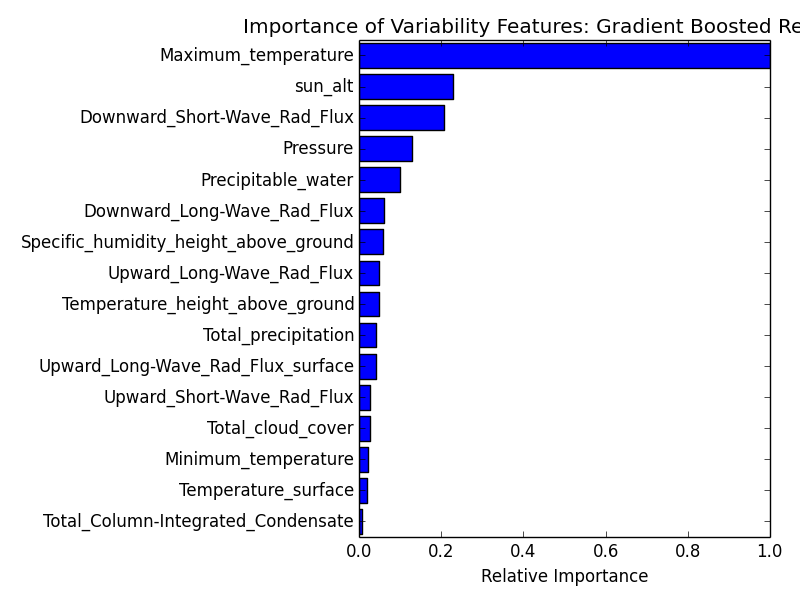 Importance of Variability Features: Gradient Boosted Re
Maximum_temperature
sun_alt
Downward_Short-Wave_Rad_Flux
Pressure
Precipitable_water
Downward_Long-Wave_Rad_Flux
Specific_humidity_height_above_ground
Upward_Long-Wave_Rad_Flux
Temperature_height_above_ground
Total_precipitation
Upward_Long-Wave_Rad_Flux_surface
Upward_Short-Wave_Rad_Flux
Total_cloud_cover
Minimum_temperature
Temperature_surface
Total_Column-Integrated_Condensate
0.0 0.2 0.4 0.6 0.8 1.0
Relative Importance